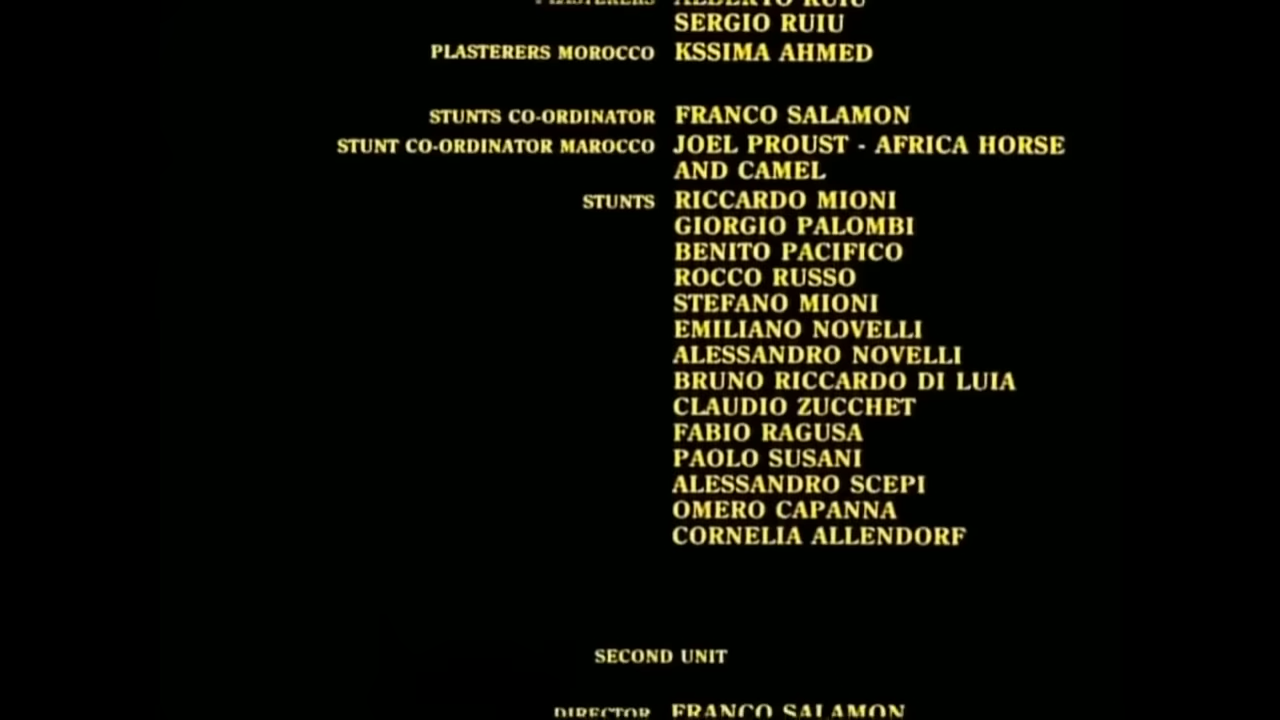 PLASTERERS ALBERTO RUIU
SERGIO RUIU
PLASTERERS MOROCCO KSSIMA AHMED
STUNTS CO-ORDINATOR FRANCO SALAMON
STUNT CO-ORDINATOR MAROCCO JOEL PROUST - AFRICA HORSE
AND CAMEL
STUNTS RICCARDO MIONI
GIORGIO PALOMBI
BENITO PACIFICO
ROCCO RUSSO
STEFANO MIONI
EMILIANO NOVELLI
ALESSANDRO NOVELLI
BRUNO RICCARDO DI LUIA
CLAUDIO ZUCCHET
FABIO RAGUSA
PAOLO SUSANI
ALESSANDRO SCEPI
OMERO CAPANNA
CORNELIA ALLENDORF
SECOND UNIT
DIRECTOR FRANCO SALAMON